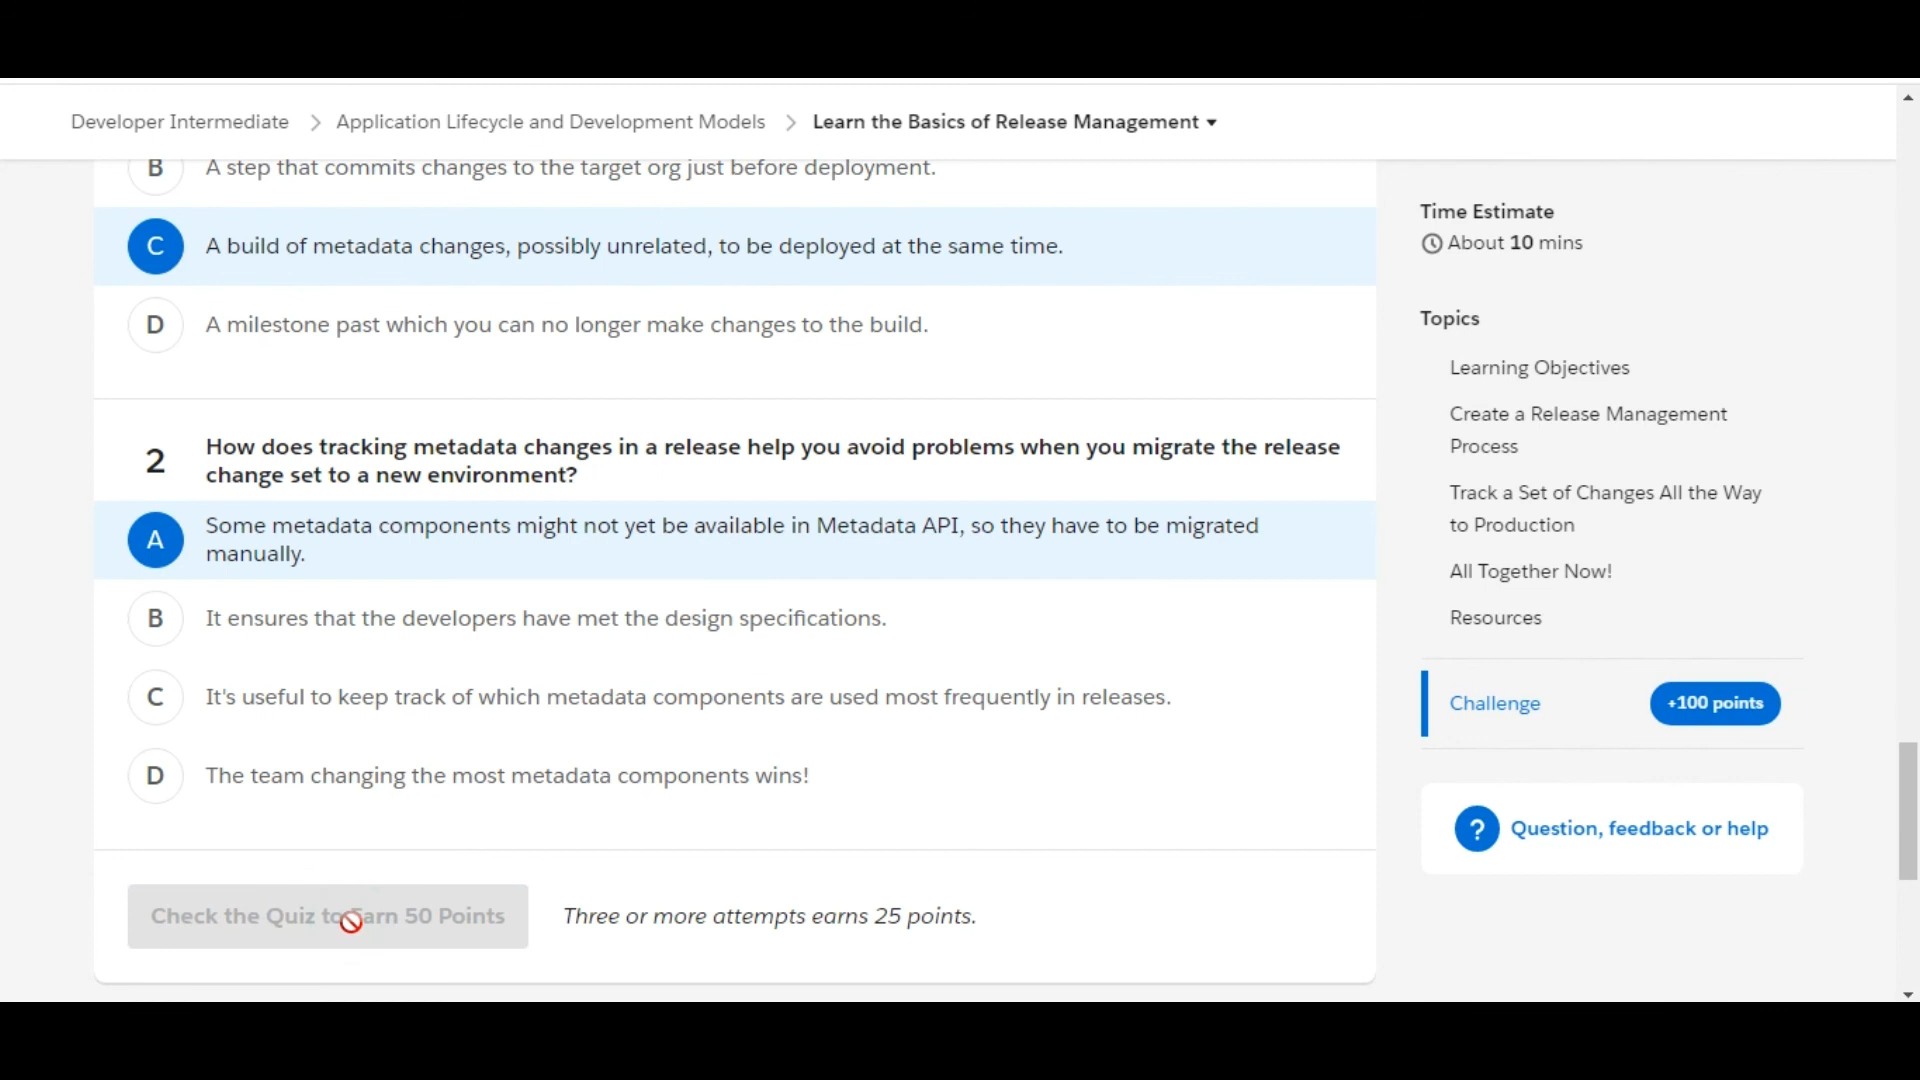 Developer Intermediate > Application Lifecycle and Development Models > Learn the Basics of Release Management
B A step that commits changes to the target org just before deployment.
C A build of metadata changes, possibly unrelated, to be deployed at the same time.
D A milestone past which you can no longer make changes to the build.
2 How does tracking metadata changes in a release help you avoid problems when you migrate the release
change set to a new environment?
A Some metadata components might not yet be available in Metadata API, so they have to be migrated
manually.
B It ensures that the developers have met the design specifications.
C It's useful to keep track of which metadata components are used most frequently in releases.
D The team changing the most metadata components wins!
Check the Quiz to Earn 50 Points
Three or more attempts earns 25 points.
Time Estimate
About 10 mins
Topics
Learning Objectives
Create a Release Management
Process
Track a Set of Changes All the Way
to Production
All Together Now!
Resources
Challenge
+100 points
? Question, feedback or help